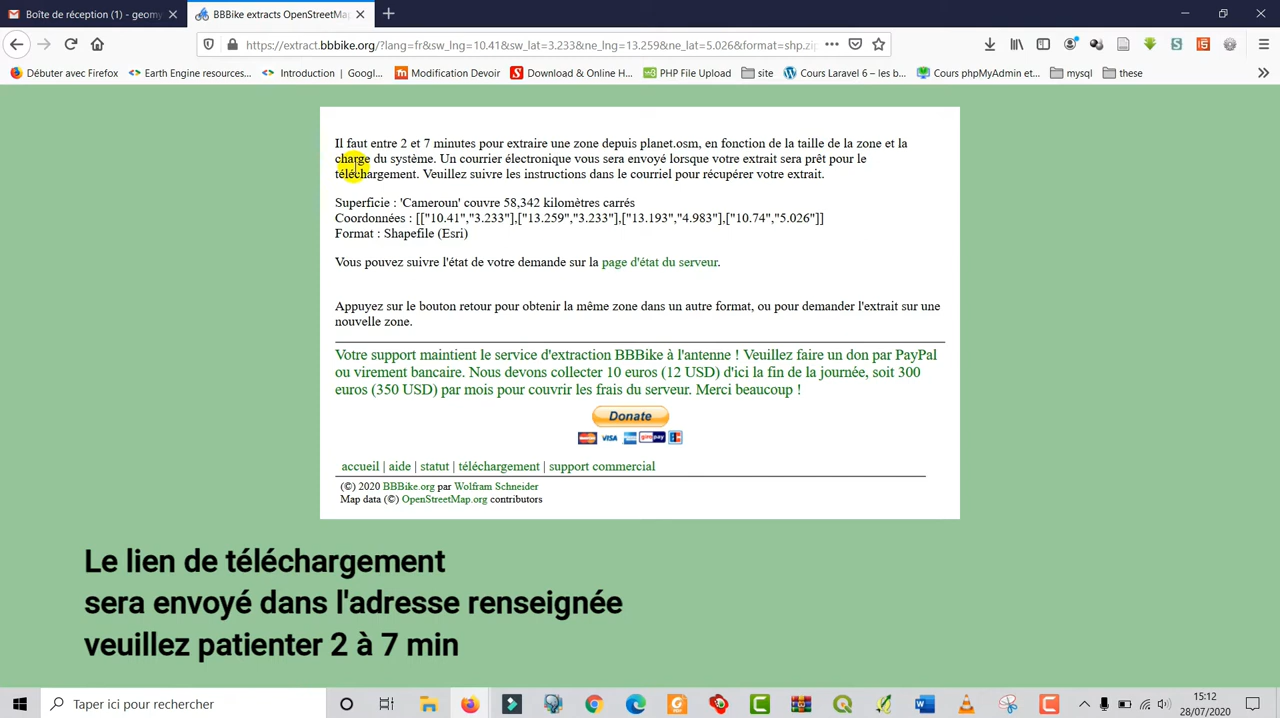 Boîte de réception (1) - geomy
BBBike extracts OpenStreetMa
https://extract.bbbike.org/?lang=fr&sw_lng=10.41&sw_lat=3.233&ne_lng=13.259&ne_lat=5.026&format=shp.zi
Débuter avec Firefox
Earth Engine resources...
Introduction | Googl...
Modification Devoir
Download & Online H...
PHP File Upload
site
Cours Laravel 6 – les b...
Cours phpMyAdmin et...
mysql
these
Il faut entre 2 et 7 minutes pour extraire une zone depuis planet.osm, en fonction de la taille de la zone et la
charge du système. Un courrier électronique vous sera envoyé lorsque votre extrait sera prêt pour le
téléchargement. Veuillez suivre les instructions dans le courriel pour récupérer votre extrait.
Superficie : 'Cameroun' couvre 58,342 kilomètres carrés
Coordonnées : [["10.41","3.233"],["13.259","3.233"],["13.193","4.983"],["10.74","5.026"]]
Format : Shapefile (Esri)
Vous pouvez suivre l'état de votre demande sur la page d'état du serveur.
Appuyez sur le bouton retour pour obtenir la même zone dans un autre format, ou pour demander l'extrait sur une
nouvelle zone.
Votre support maintient le service d'extraction BBBike à l'antenne ! Veuillez faire un don par PayPal
ou virement bancaire. Nous devons collecter 10 euros (12 USD) d'ici la fin de la journée, soit 300
euros (350 USD) par mois pour couvrir les frais du serveur. Merci beaucoup !
Donate
VISA
accueil | aide | statut | téléchargement | support commercial
(©) 2020 BBBike.org par Wolfram Schneider
Map data (©) OpenStreetMap.org contributors
Le lien de téléchargement
sera envoyé dans l'adresse renseignée
veuillez patienter 2 à 7 min
Taper ici pour rechercher
15:12
28/07/2020